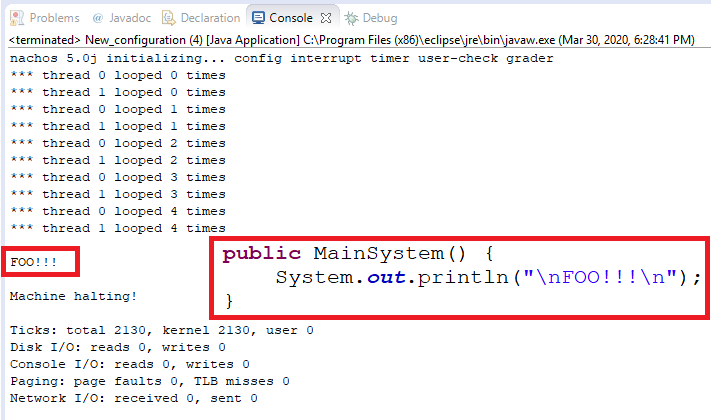 Problems @ Javadoc Declaration Console Debug
<terminated> New_configuration (4) [Java Application] C:\Program Files (x86)\eclipse\jre\bin\javaw.exe (Mar 30, 2020, 6:28:41 PM)
nachos 5.0j initializing... config interrupt timer user-check grader
*** thread 0 looped 0 times
*** thread 1 looped 0 times
*** thread 0 looped 1 times
*** thread 1 looped 1 times
*** thread 0 looped 2 times
*** thread 1 looped 2 times
*** thread 0 looped 3 times
*** thread 1 looped 3 times
*** thread 0 looped 4 times
*** thread 1 looped 4 times
FOO!!!
Machine halting!
Ticks: total 2130, kernel 2130, user 0
Disk I/O: reads 0, writes 0
Console I/O: reads 0, writes 0
Paging: page faults 0, TLB misses 0
Network I/O: received 0, sent 0
public MainSystem() {
System.out.println("\nFOO!!!\n");
}